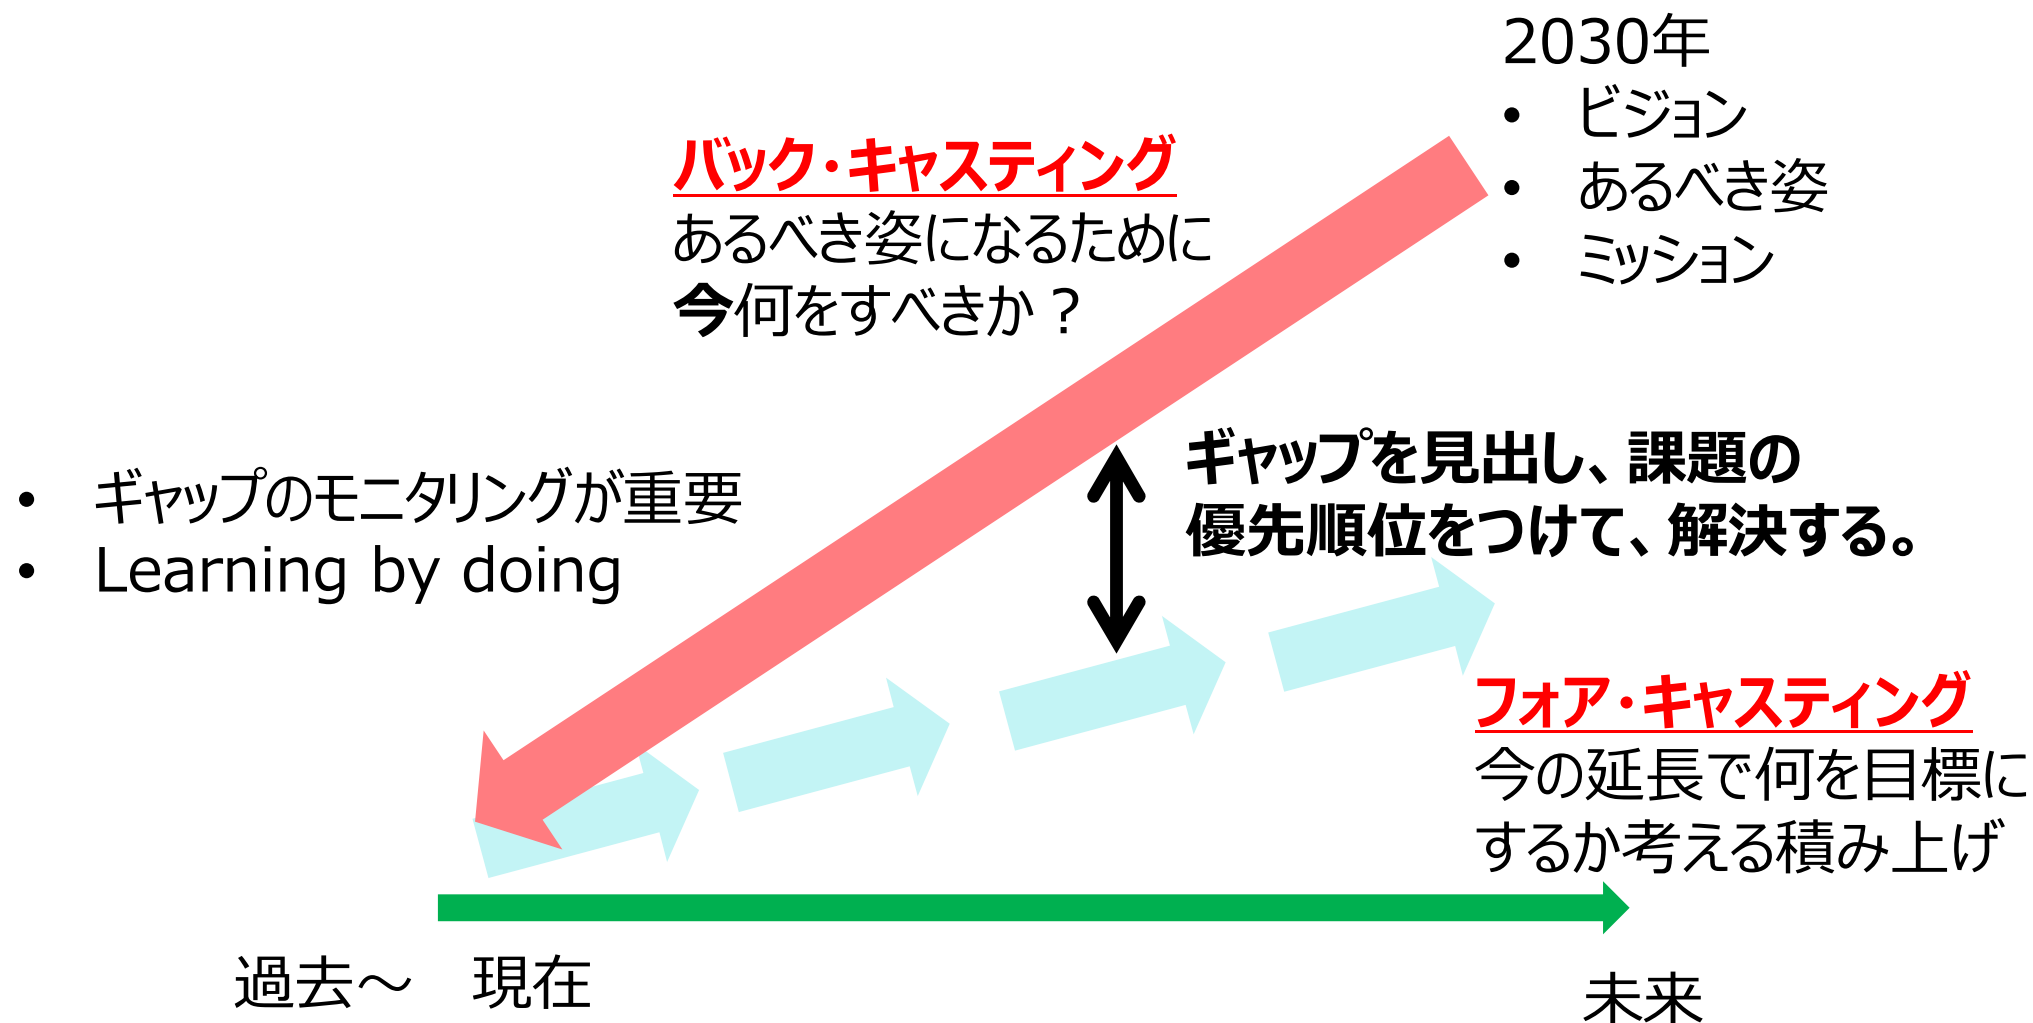 2030年
• ビジョン
• あるべき姿
• ミッション
バック・キャスティング
あるべき姿になるために
今何をすべきか？
ギャップを見出し、課題の
優先順位をつけて、解決する。
• ギャップのモニタリングが重要
• Learning by doing
フォア・キャスティング
今の延長で何を目標に
するか考える積み上げ
過去～　現在
未来